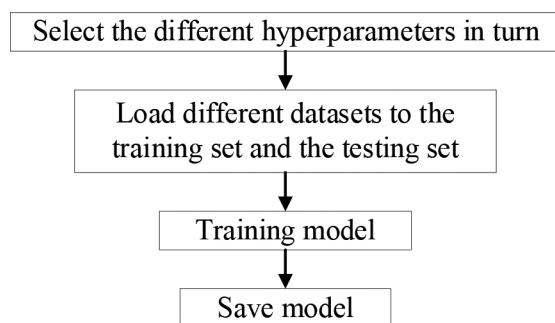 Select the different hyperparameters in turn
Load different datasets to the
training set and the testing set
Training model
Save model